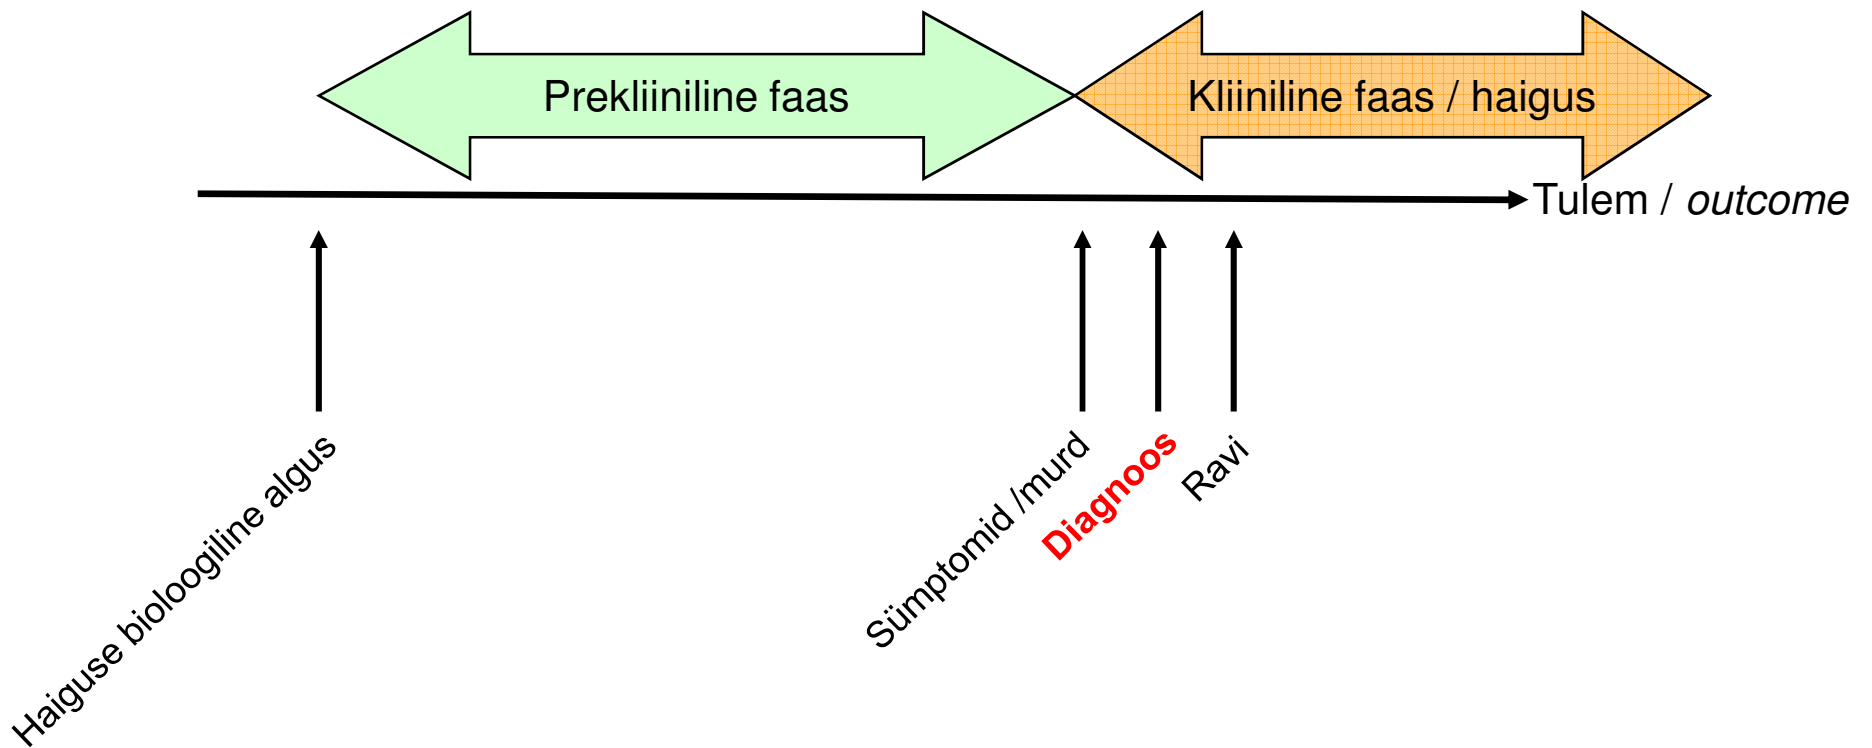 Prekliiniline faas
Kliiniline faas / haigus
Tulem / outcome
Haiguse bioloogiline algus
Sümptomid /murd
Diagnoos
Ravi